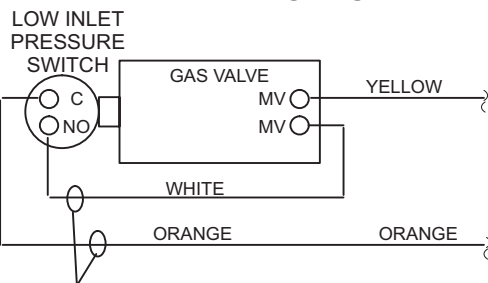 LOW INLET
PRESSURE
SWITCH
GAS VALVE
C
MV
YELLOW
NO
MV
WHITE
ORANGE ORANGE